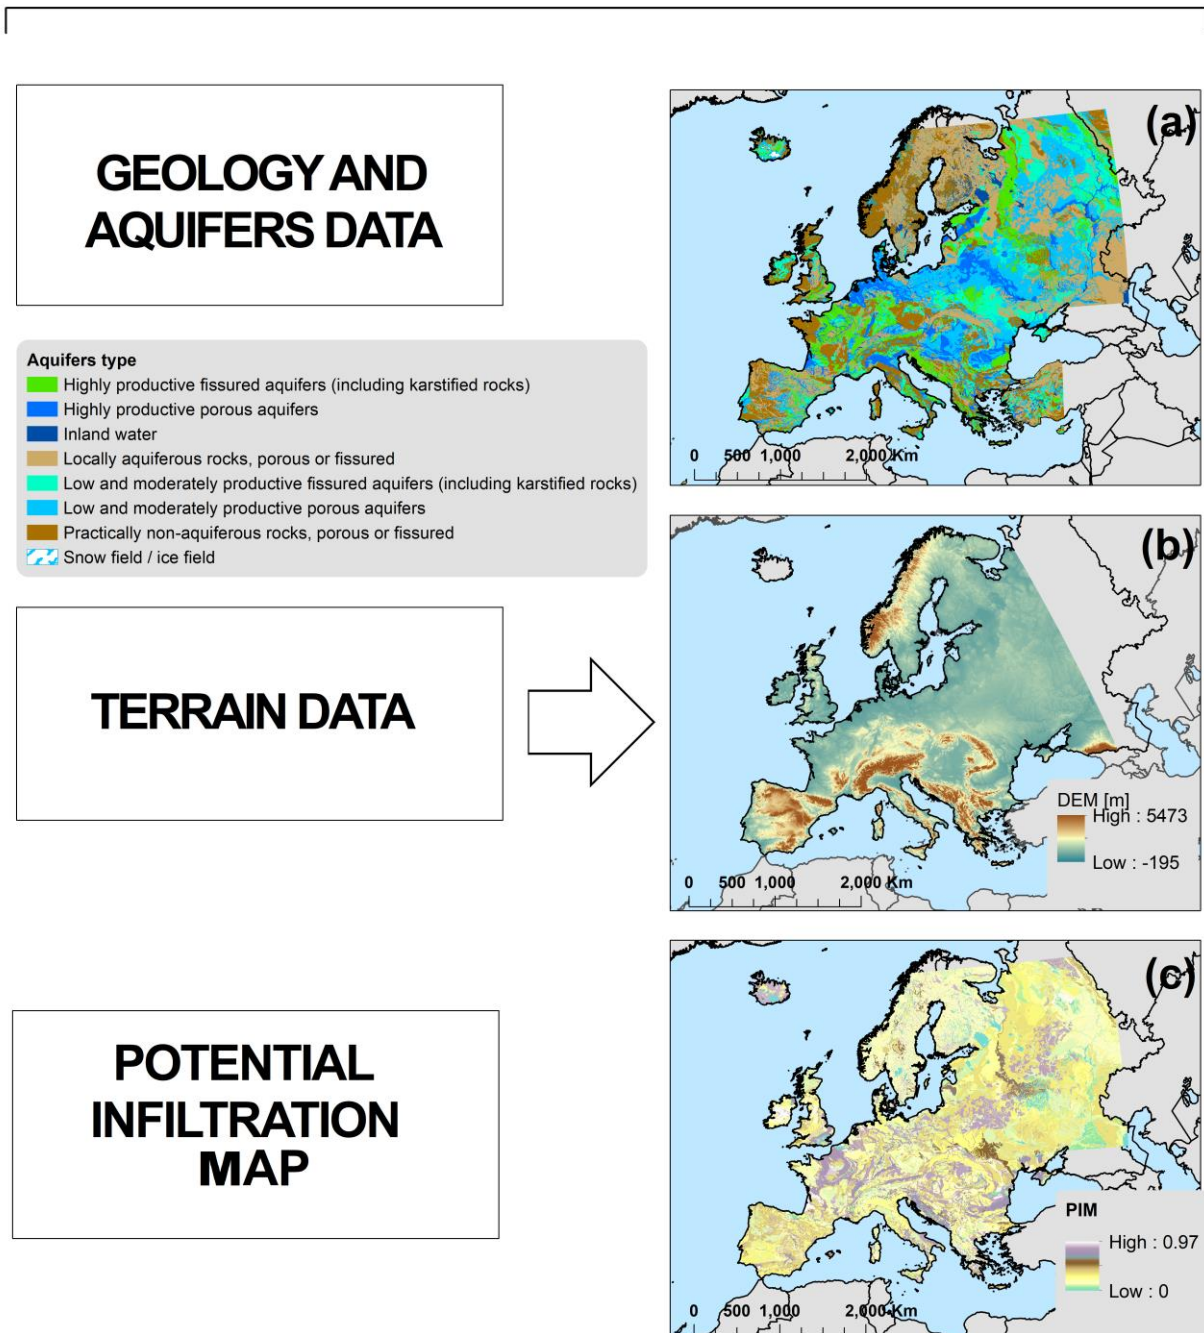 GEOLOGY AND
AQUIFERS DATA
(a)
0 500 1,000 2,000 Km
Aquifers type
Highly productive fissured aquifers (including karstified rocks)
Highly productive porous aquifers
Inland water
Locally aquiferous rocks, porous or fissured
Low and moderately productive fissured aquifers (including karstified rocks)
Low and moderately productive porous aquifers
Practically non-aquiferous rocks, porous or fissured
Snow field / ice field
TERRAIN DATA
(b)
DEM [m]
High : 5473
Low : -195
0 500 1,000 2,000 Km
POTENTIAL
INFILTRATION
MAP
(c)
PIM
High : 0.97
Low : 0
0 500 1,000 2,000 Km